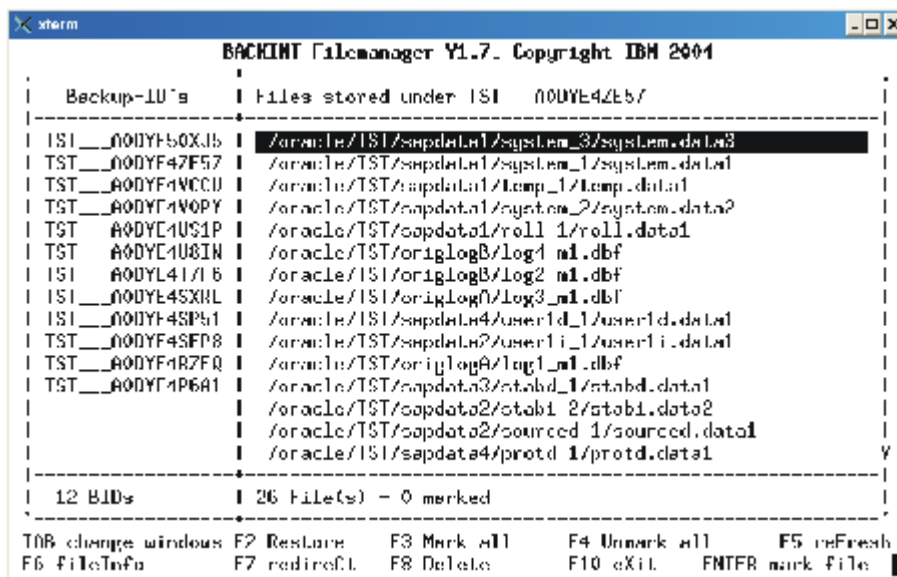 xterm
BACKINT Filemanager V1.7. Copyright IBM 2004
Backup-ID's Files stored under TST___A0DYE4ZE57
TST___A0DYE50XJ5 /oracle/TST/sapdata1/system_3/system.data3
TST___A0DYE4ZE57 /oracle/TST/sapdata1/system_1/system.data1
TST___A0DYE4VCCU /oracle/TST/sapdata1/temp_1/temp.data1
TST___A0DYE4VOPY /oracle/TST/sapdata1/system_2/system.data2
TST___A0DYE4US1P /oracle/TST/sapdata1/roll_1/roll.data1
TST___A0DYE4U8IN /oracle/TST/origlogB/log4_m1.dbf
/oracle/TST/origlogB/log2_m1.dbf
TST___A0DYE4SXRL /oracle/TST/origlogA/log3_m1.dbf
TST___A0DYE4SP51 /oracle/TST/sapdata4/user1d_1/user1d.data1
TST___A0DYE4SFP8 /oracle/TST/sapdata2/user1i_1/user1i.data1
TST___A0DYE4RZEQ /oracle/TST/origlogA/log1_m1.dbf
TST___A0DYE4P6A1 /oracle/TST/sapdata3/stabd_1/stabd.data1
/oracle/TST/sapdata2/stabi_2/stabi.data2
/oracle/TST/sapdata2/sourced_1/sourced.data1
/oracle/TST/sapdata4/protd_1/protd.data1
12 BIDs 26 File(s) - 0 marked
TAB change windows F2 Restore F3 Mark all F4 Unmark all F5 reFresh
F6 fileInfo F7 redireCt F8 Delete F10 eXit ENTER mark file